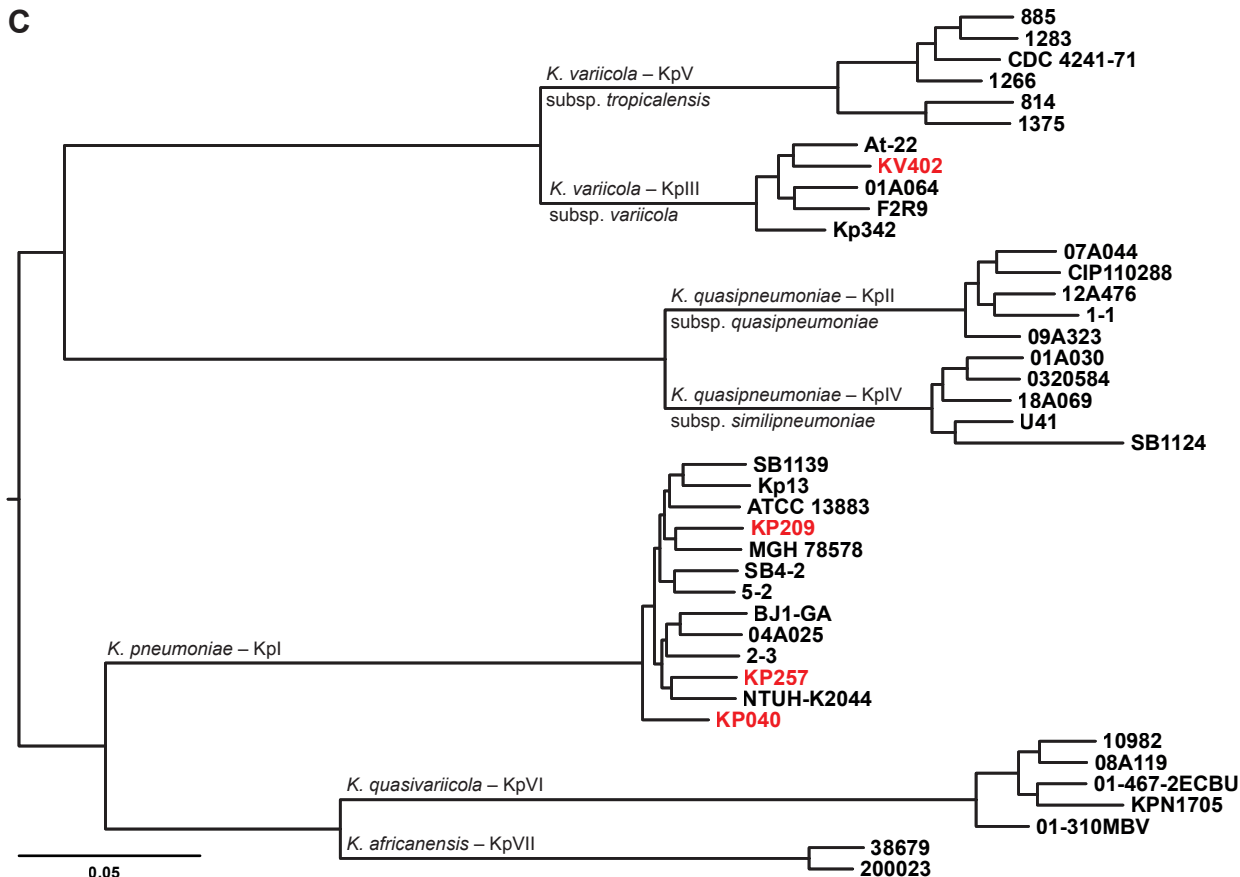 C
885
1283
CDC 4241-71
1266
814
1375
K. variicola – KpV
subsp. tropicalensis
At-22
KV402
01A064
F2R9
Kp342
K. variicola – KpIII
subsp. variicola
07A044
CIP110288
12A476
1-1
09A323
K. quasipneumoniae – KpII
subsp. quasipneumoniae
01A030
0320584
18A069
U41
SB1124
K. quasipneumoniae – KpIV
subsp. similipneumoniae
SB1139
Kp13
ATCC 13883
KP209
MGH 78578
SB4-2
5-2
BJ1-GA
04A025
2-3
KP257
NTUH-K2044
KP040
K. pneumoniae – KpI
10982
08A119
01-467-2ECBU
KPN1705
01-310MBV
K. quasivariicola – KpVI
K. africanensis – KpVII
38679
200023
0.05